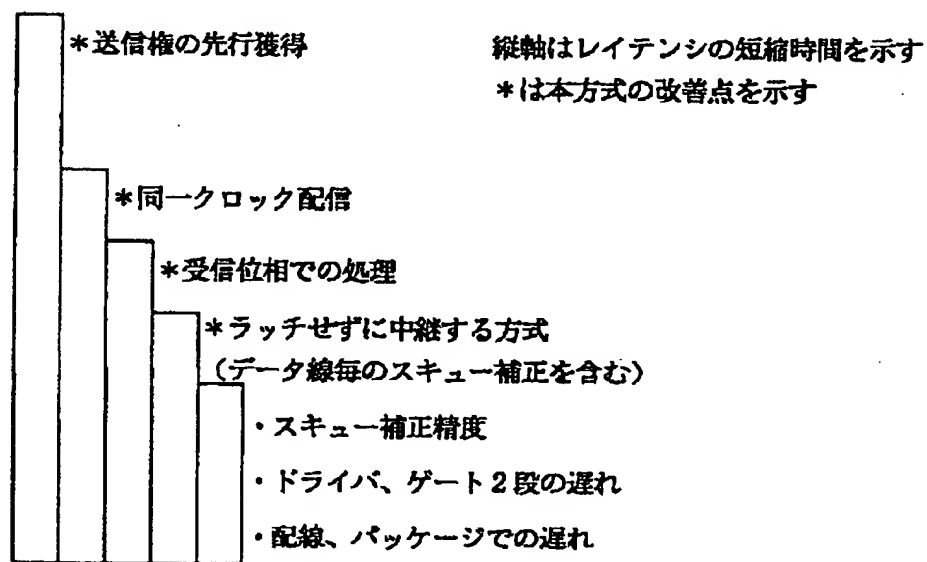 *送信権の先行獲得
縦軸はレイテンシの短縮時間を示す
*は本方式の改善点を示す
*同一クロック配信
*受信位相での処理
*ラッチせずに中継する方式
(データ線毎のスキュー補正を含む)
・スキュー補正精度
・ドライバ、ゲート2段の遅れ
・配線、パッケージでの遅れ